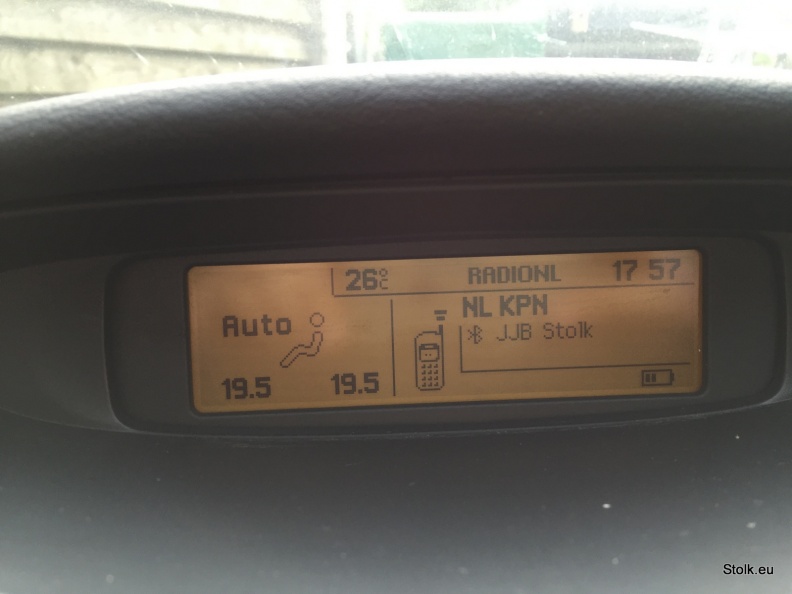 26°C RADIONL 17 57
NL KPN
Auto
JJB Stolk
19.5 19.5
Stolk.eu